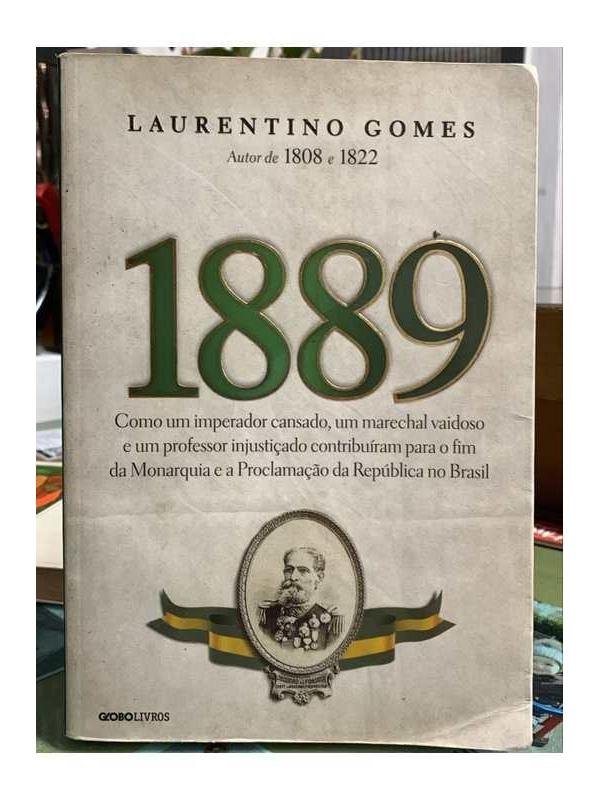 LAURENTINO GOMES
Autor de 1808 e 1822
1889
Como um imperador cansado, um marechal vaidoso
e um professor injustiçado contribuíram para o fim
da Monarquia e a Proclamação da República no Brasil
GLOBOLIVROS